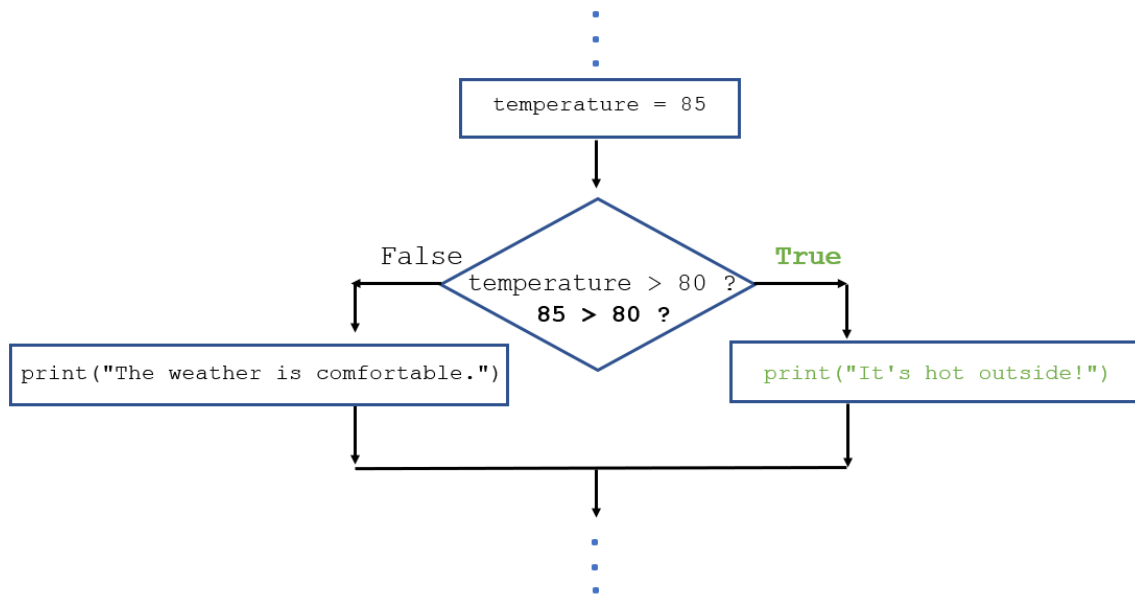 temperature = 85
False
True
temperature > 80 ?
85 > 80 ?
print("The weather is comfortable.")
print("It's hot outside!")